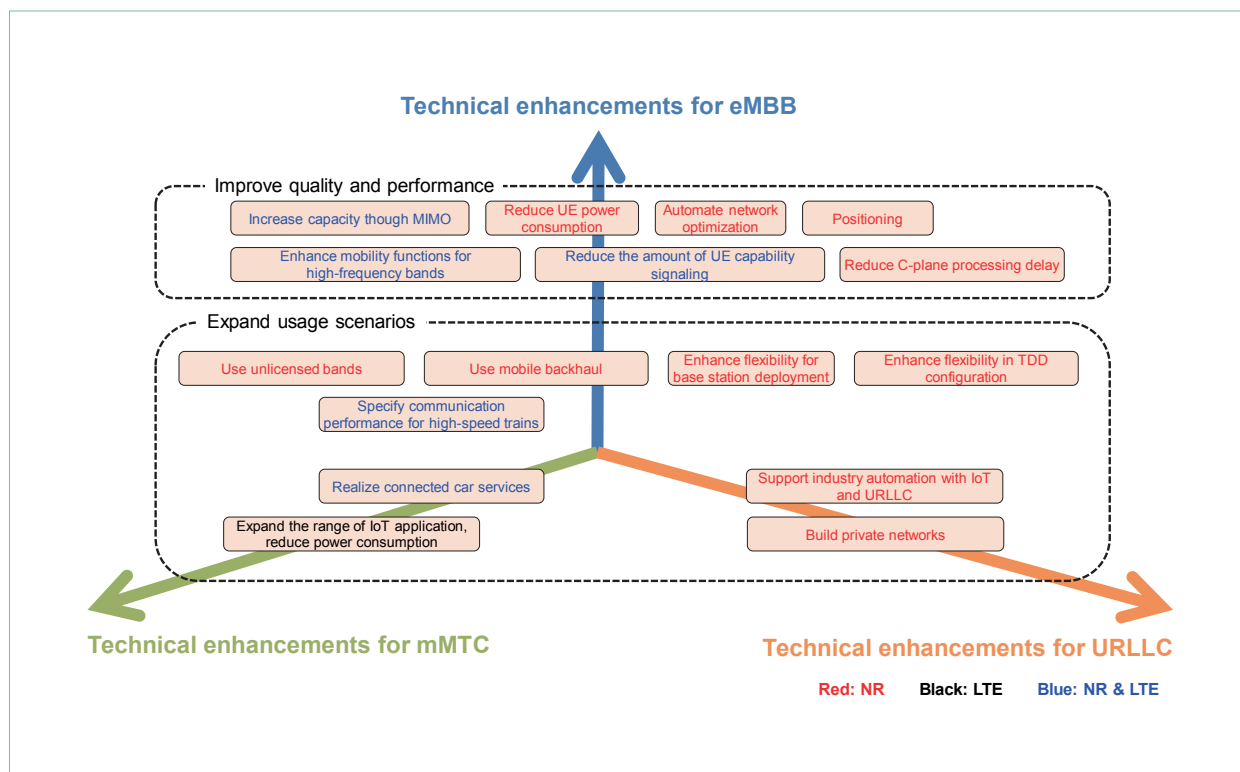 Technical enhancements for eMBB
Improve quality and performance
Increase capacity though MIMO
Reduce UE power
consumption
Automate network
optimization
Positioning
Enhance mobility functions for
high-frequency bands
Reduce the amount of UE capability
signaling
Reduce C-plane processing delay
Expand usage scenarios
Use unlicensed bands
Use mobile backhaul
Enhance flexibility for
base station deployment
Enhance flexibility in TDD
configuration
Specify communication
performance for high-speed trains
Realize connected car services
Support industry automation with IoT
and URLLC
Expand the range of IoT application,
reduce power consumption
Build private networks
Technical enhancements for mMTC
Technical enhancements for URLLC
Red: NR Black: LTE Blue: NR & LTE